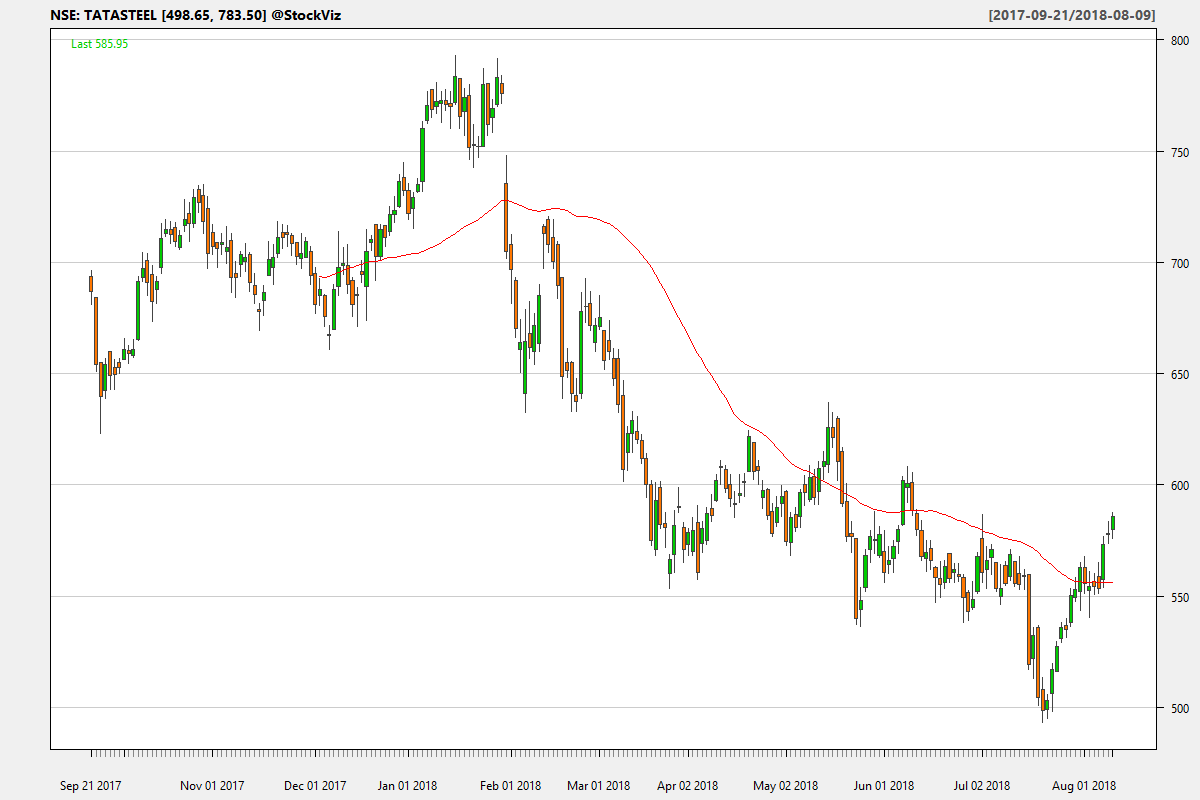 NSE: TATASTEEL [498.65, 783.50] @StockViz
[2017-09-21/2018-08-09]
Last 585.95
800
750
700
650
600
550
500
Sep 21 2017 Nov 01 2017 Dec 01 2017 Jan 01 2018 Feb 01 2018 Mar 01 2018 Apr 02 2018 May 02 2018 Jun 01 2018 Jul 02 2018 Aug 01 2018